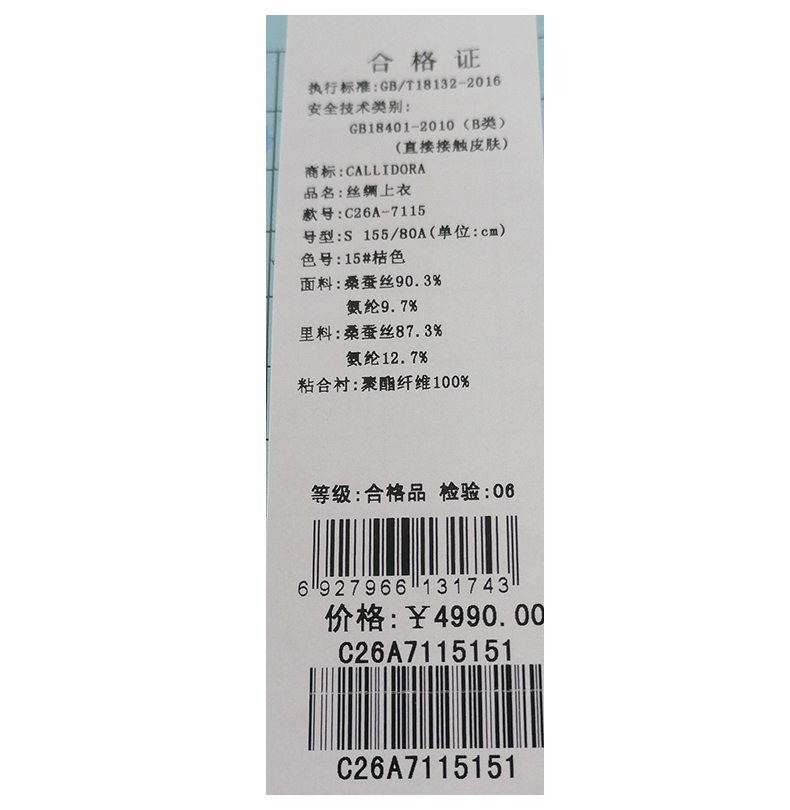 合格证
执行标准:GB/T18132-2016
安全技术类别:
GB18401-2010(B类)
(直接接触皮肤)
商标:CALLIDORA
品名:丝绸上衣
款号:C26A-7115
号型:S 155/80A(单位:cm)
色号:15#桔色
面料:桑蚕丝90.3%
氨纶9.7%
里料:桑蚕丝87.3%
氨纶12.7%
粘合衬:聚酯纤维100%
等级:合格品 检验:06
6 927966 131743
价格:￥4990.00
C26A7115151
C26A7115151